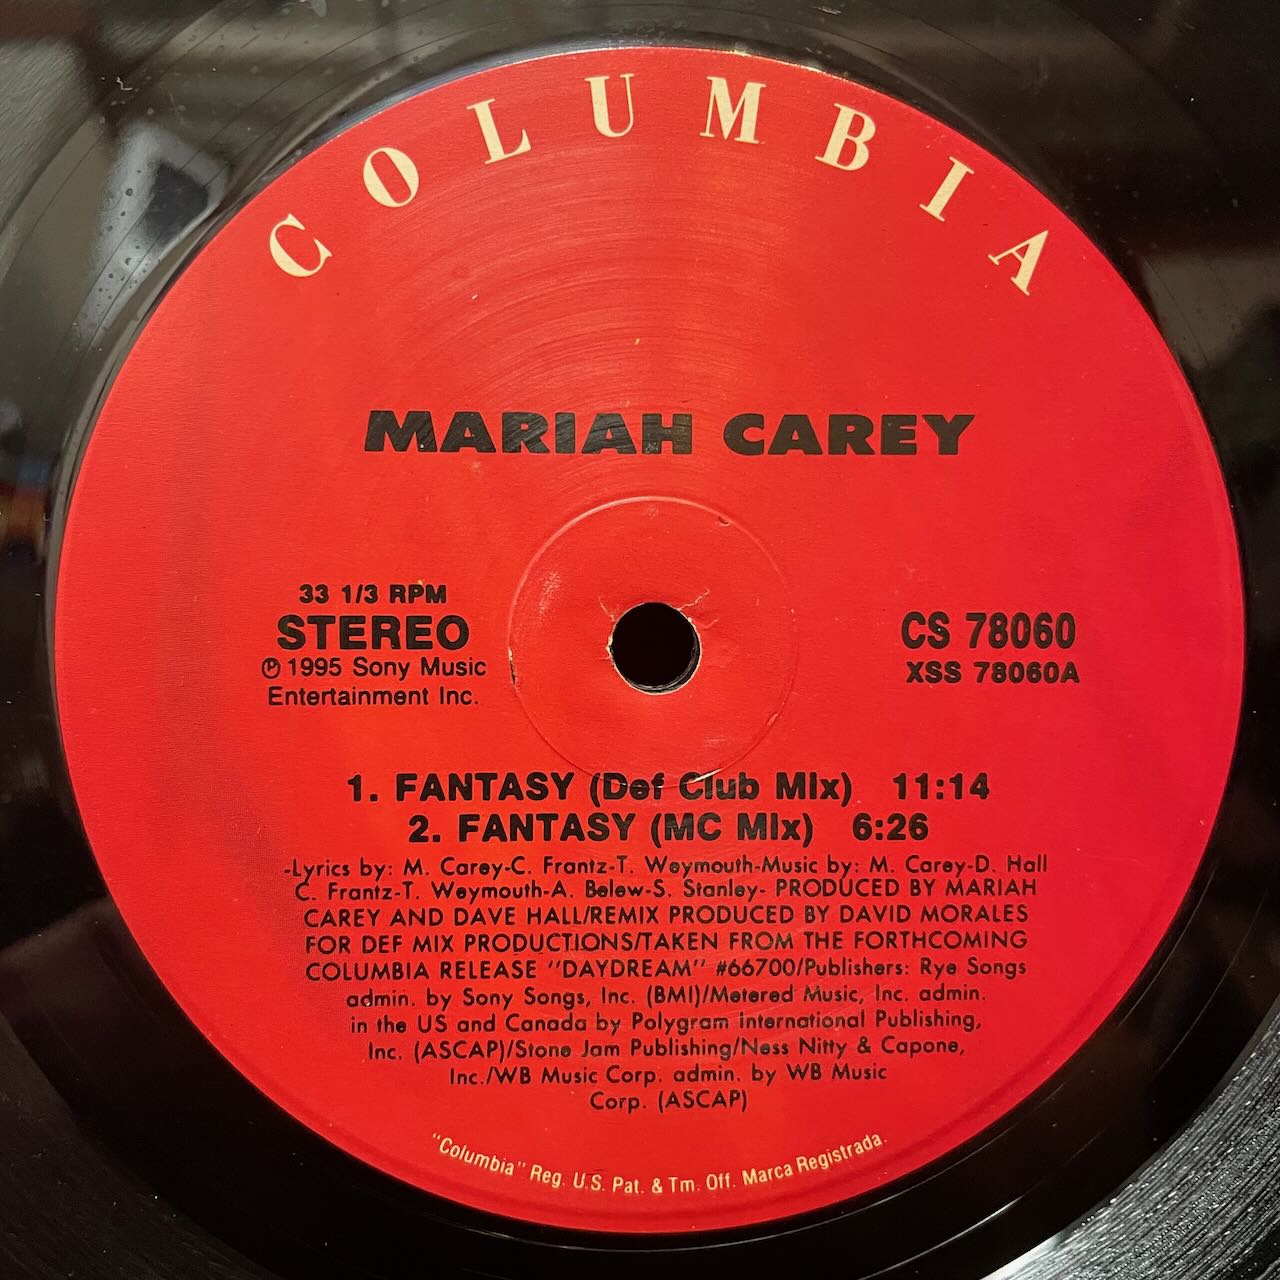 COLUMBIA
MARIAH CAREY
33 1/3 RPM
STEREO
℗ 1995 Sony Music
Entertainment Inc.
CS 78060
XSS 78060A
1. FANTASY (Def Club Mix) 11:14
2. FANTASY (MC Mix) 6:26
-Lyrics by: M. Carey-C. Frantz-T. Weymouth-Music by: M. Carey-D. Hall
C. Frantz-T. Weymouth-A. Belew-S. Stanley- PRODUCED BY MARIAH
CAREY AND DAVE HALL/REMIX PRODUCED BY DAVID MORALES
FOR DEF MIX PRODUCTIONS/TAKEN FROM THE FORTHCOMING
COLUMBIA RELEASE "DAYDREAM" #66700/Publishers: Rye Songs
admin. by Sony Songs, Inc. (BMI)/Metered Music, Inc. admin.
in the US and Canada by Polygram International Publishing,
Inc. (ASCAP)/Stone Jam Publishing/Ness Nitty & Capone,
Inc./WB Music Corp. admin. by WB Music
Corp. (ASCAP)
"Columbia" Reg. U.S. Pat. & Tm. Off. Marca Registrada.